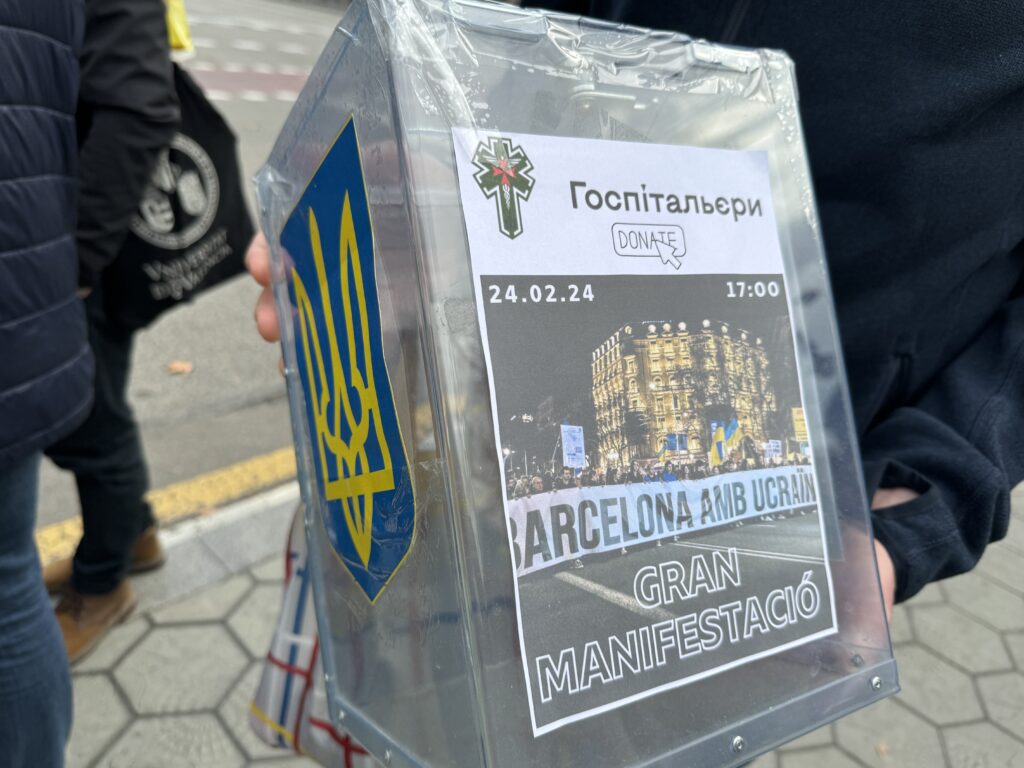 Госпітальєри
DONATE
24.02.24 17:00
BARCELONA AMB UCRAÏN
GRAN
MANIFESTACIÓ